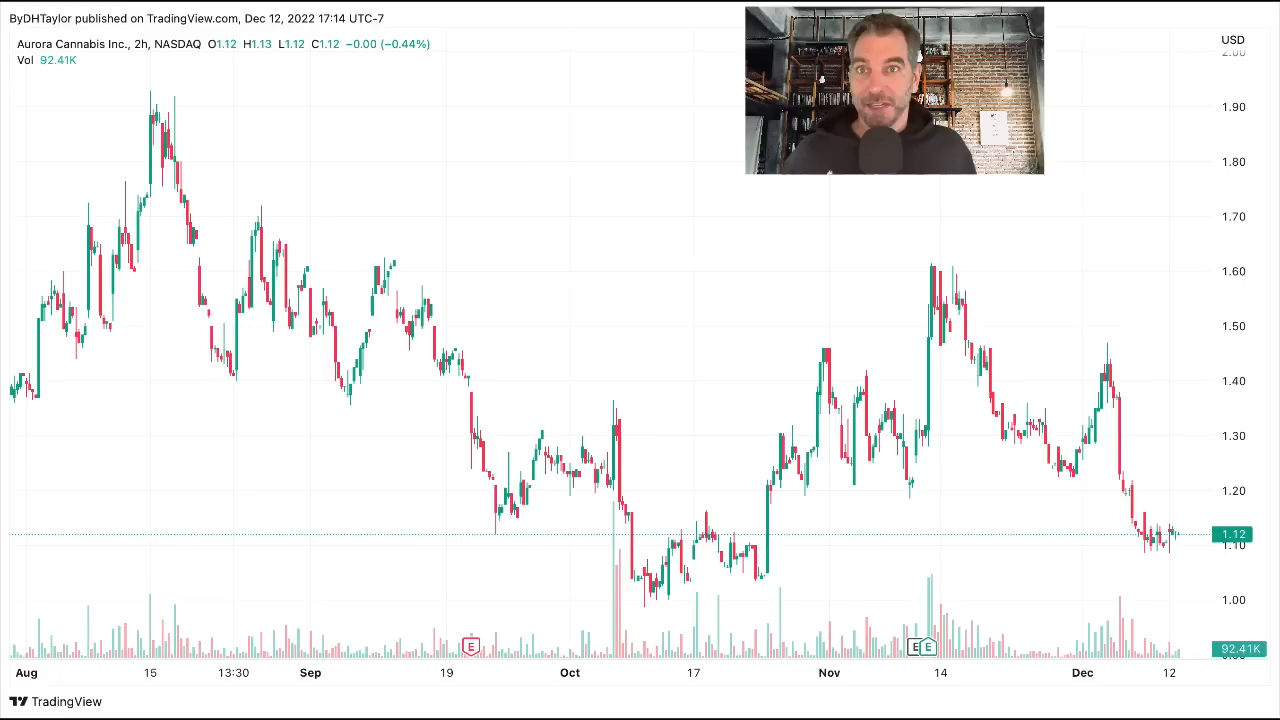 ByDHTaylor published on TradingView.com, Dec 12, 2022 17:14 UTC-7
Aurora Cannabis Inc., 2h, NASDAQ O1.12 H1.13 L1.12 C1.12 −0.00 (−0.44%)
Vol 92.41K
USD
2.00
1.90
1.80
1.70
1.60
1.50
1.40
1.30
1.20
1.12
1.10
1.00
E
E
E
92.41K
Aug 15 13:30 Sep 19 Oct 17 Nov 14 Dec 12
TradingView